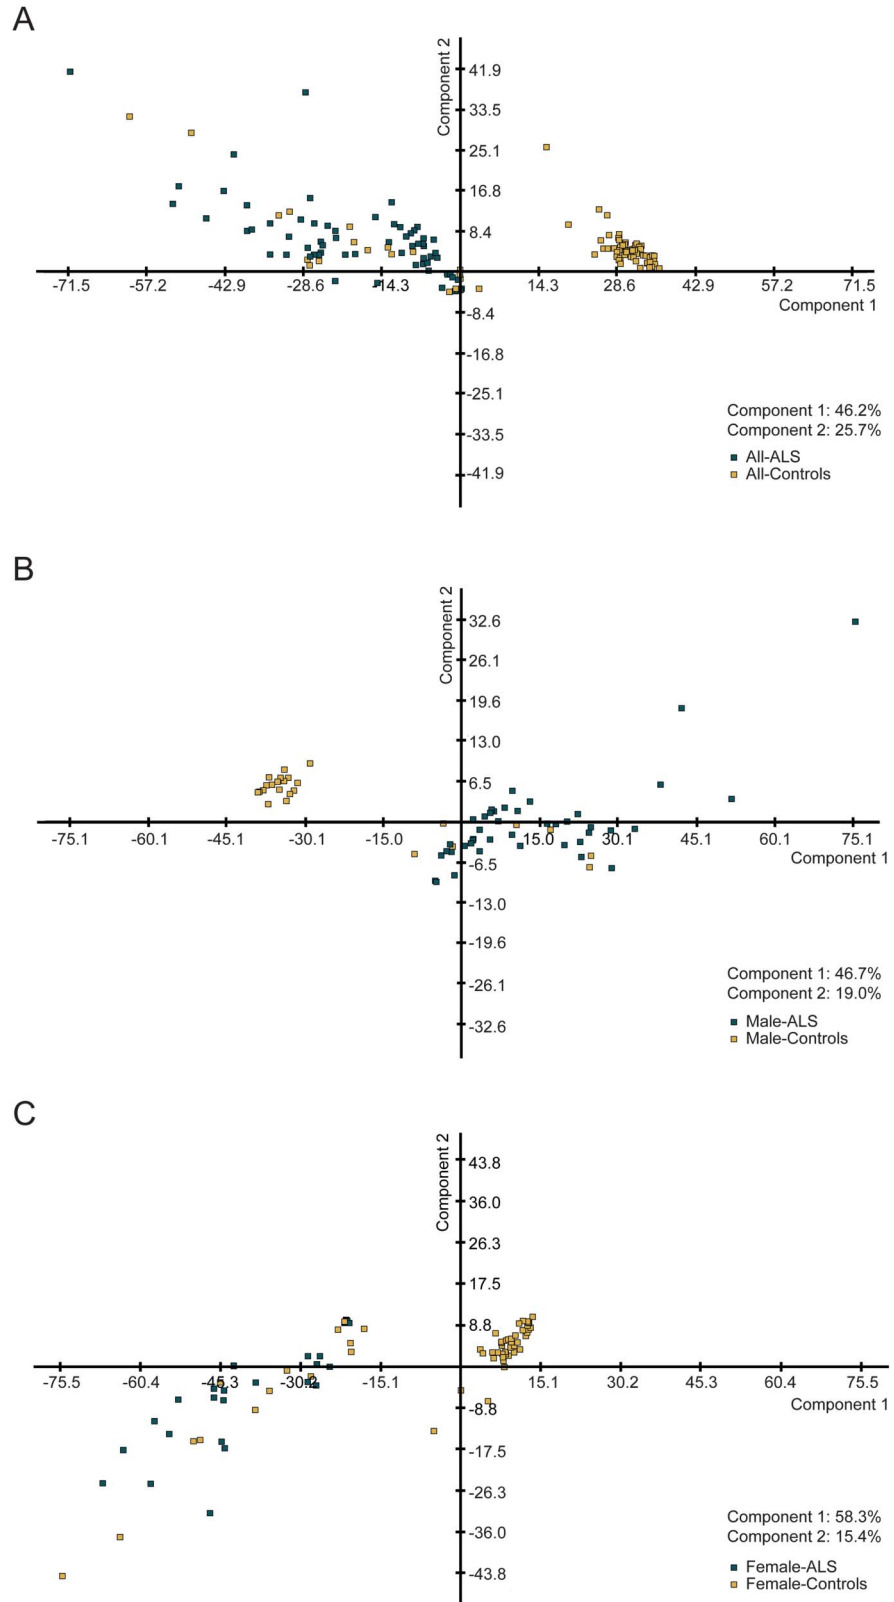 A
Component 2
41.9
33.5
25.1
16.8
8.4
-71.5 -57.2 -42.9 -28.6 -14.3 14.3 28.6 42.9 57.2 71.5
Component 1
-8.4
-16.8
-25.1
-33.5
-41.9
Component 1: 46.2%
Component 2: 25.7%
All-ALS
All-Controls
B
Component 2
32.6
26.1
19.6
13.0
6.5
-75.1 -60.1 -45.1 -30.1 -15.0 15.0 30.1 45.1 60.1 75.1
Component 1
-6.5
-13.0
-19.6
-26.1
-32.6
Component 1: 46.7%
Component 2: 19.0%
Male-ALS
Male-Controls
C
Component 2
43.8
36.0
26.3
17.5
8.8
-75.5 -60.4 -45.3 -30.2 -15.1 15.1 30.2 45.3 60.4 75.5
Component 1
-8.8
-17.5
-26.3
-36.0
-43.8
Component 1: 58.3%
Component 2: 15.4%
Female-ALS
Female-Controls